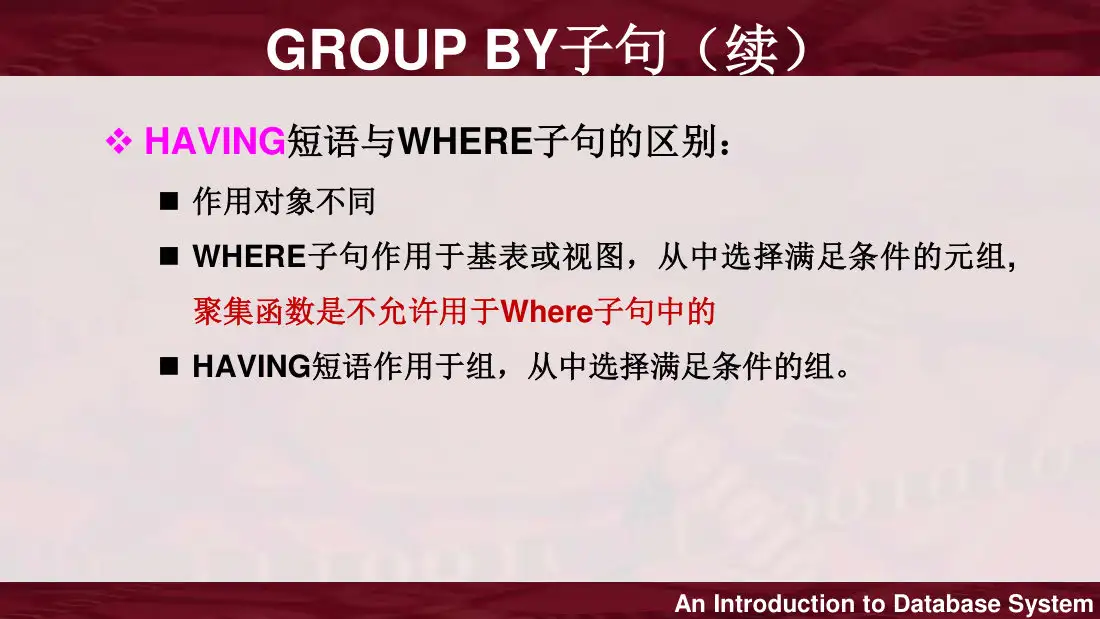 GROUP BY子句（续）
HAVING短语与WHERE子句的区别：
作用对象不同
WHERE子句作用于基表或视图，从中选择满足条件的元组,
聚集函数是不允许用于Where子句中的
HAVING短语作用于组，从中选择满足条件的组。
An Introduction to Database System